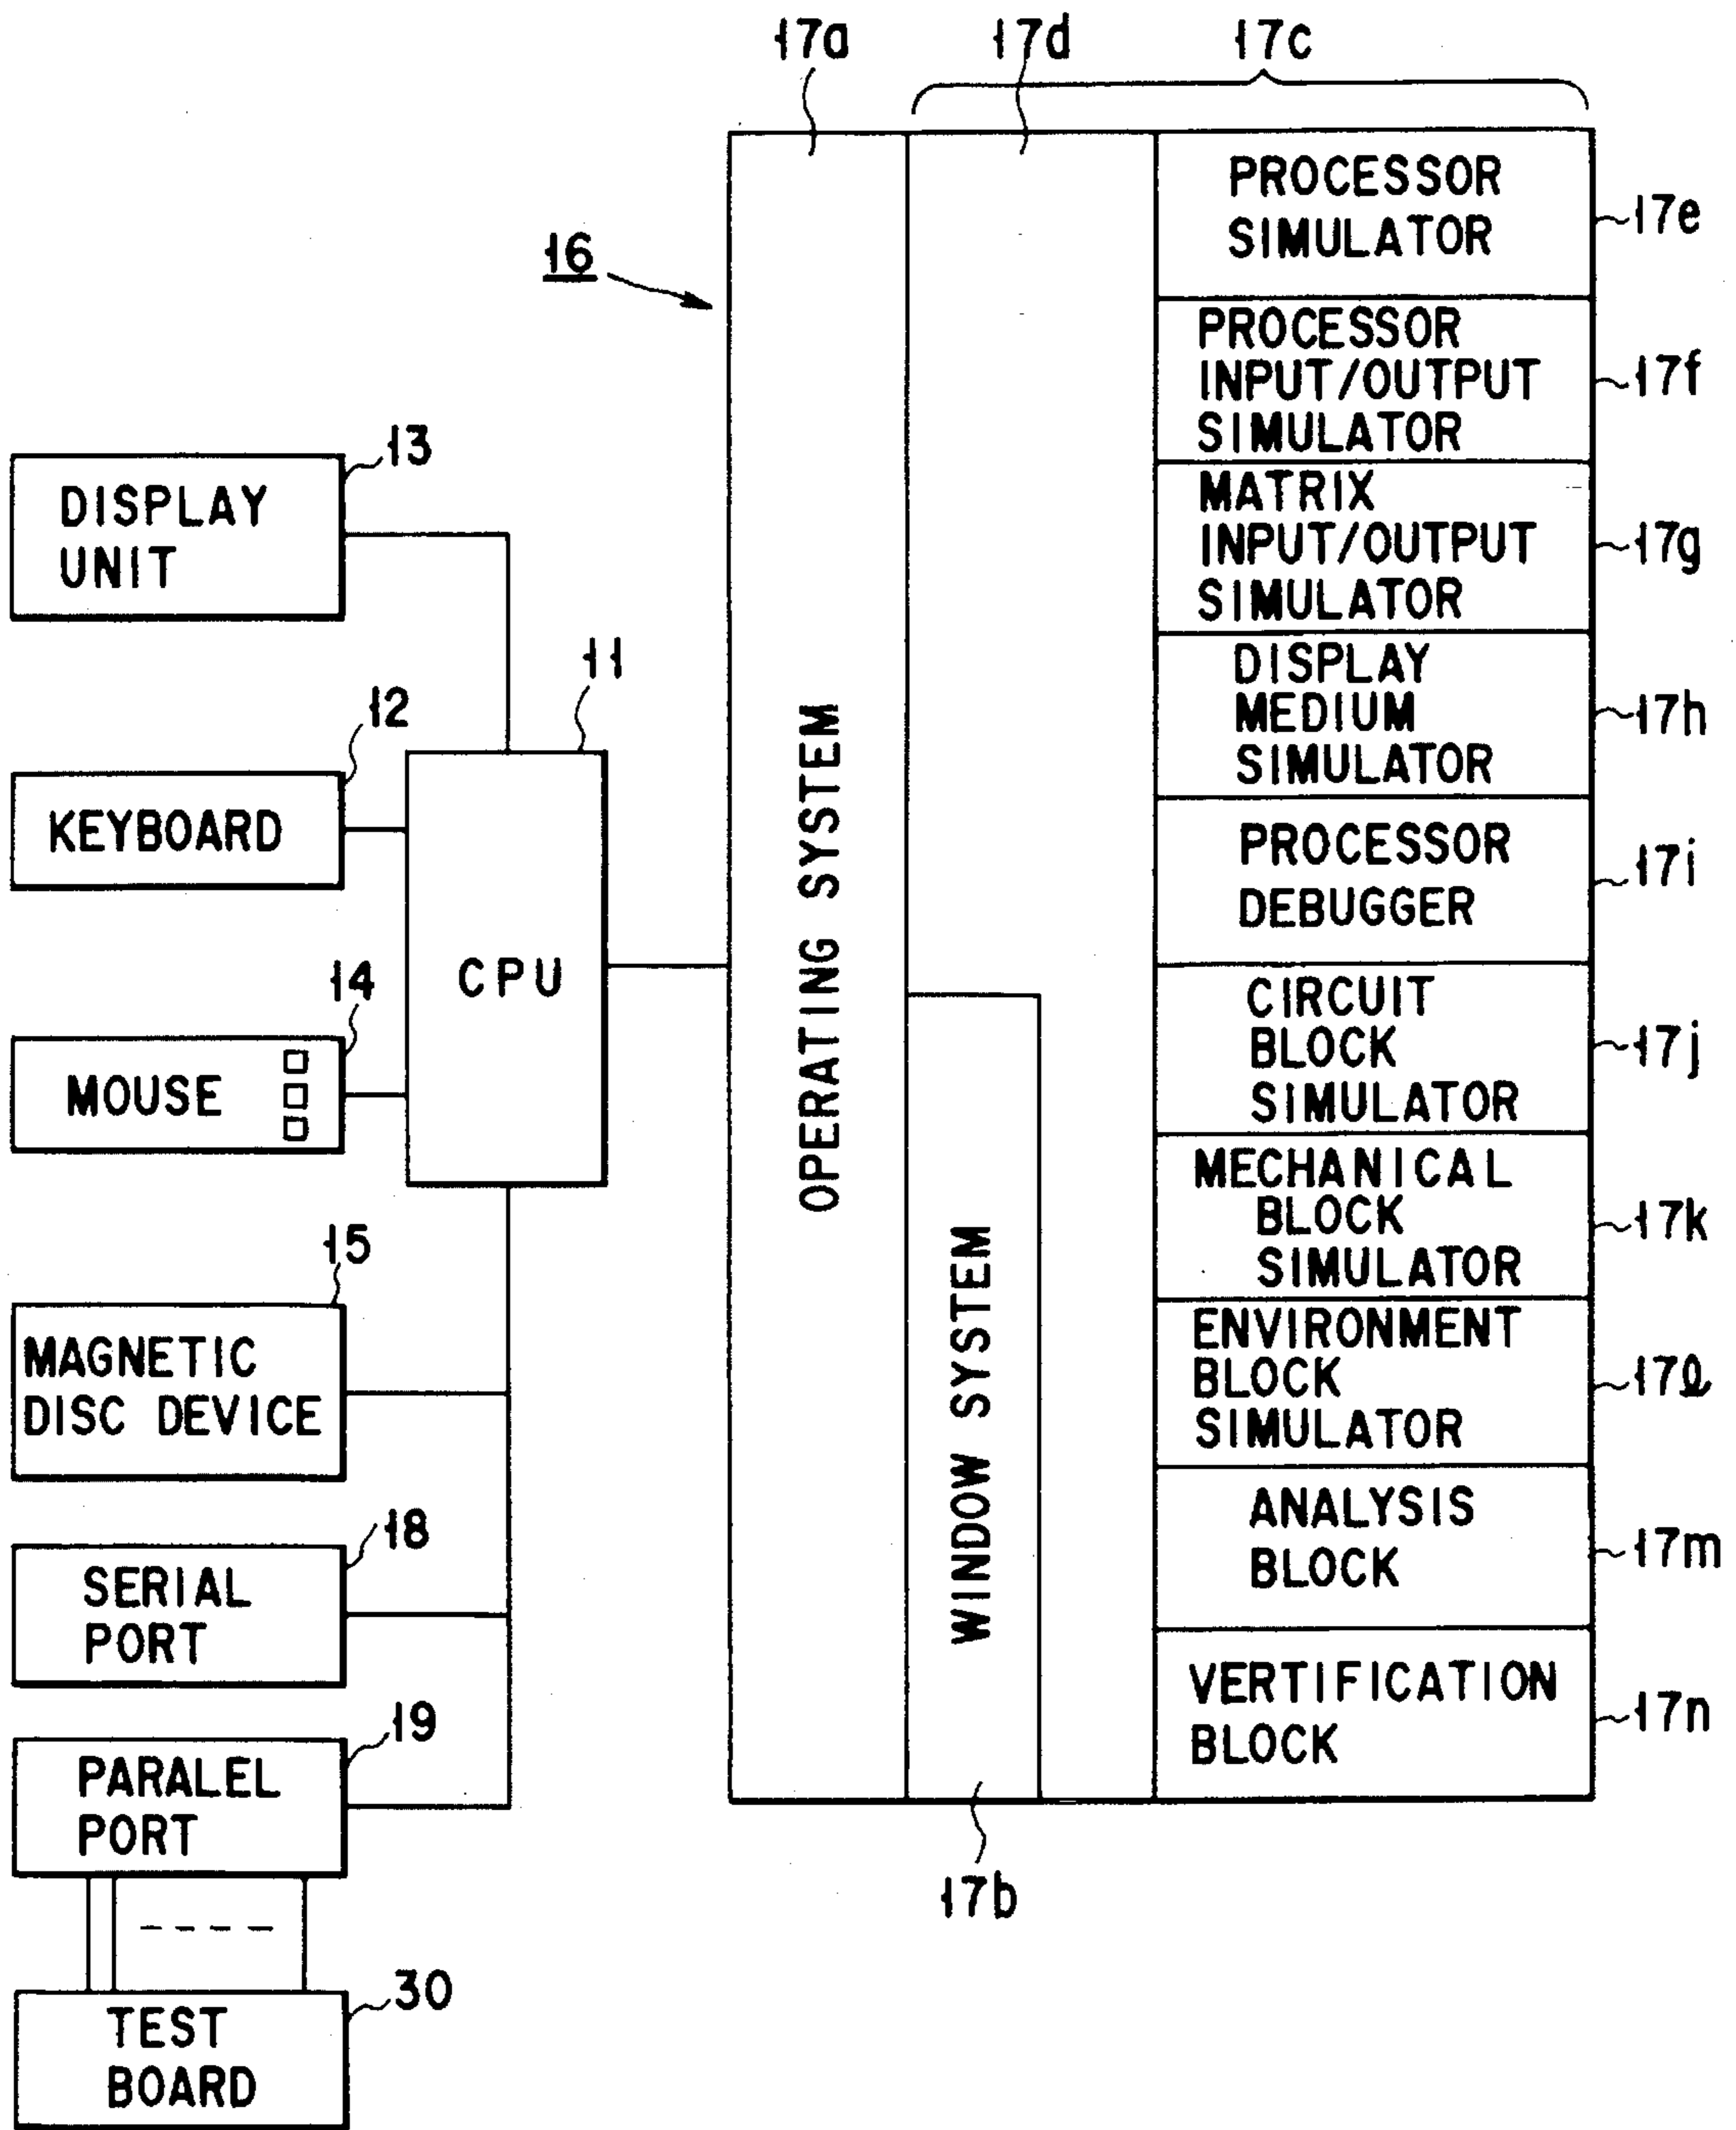 17a
17d
17c
16
PROCESSOR
SIMULATOR
17e
PROCESSOR
INPUT/OUTPUT
SIMULATOR
17f
MATRIX
INPUT/OUTPUT
SIMULATOR
17g
DISPLAY
MEDIUM
SIMULATOR
17h
PROCESSOR
DEBUGGER
17i
CIRCUIT
BLOCK
SIMULATOR
17j
MECHANICAL
BLOCK
SIMULATOR
17k
ENVIRONMENT
BLOCK
SIMULATOR
17ℓ
ANALYSIS
BLOCK
17m
VERTIFICATION
BLOCK
17n
OPERATING SYSTEM
WINDOW SYSTEM
17b
13
DISPLAY
UNIT
12
KEYBOARD
11
CPU
14
MOUSE
15
MAGNETIC
DISC DEVICE
18
SERIAL
PORT
19
PARALEL
PORT
30
TEST
BOARD